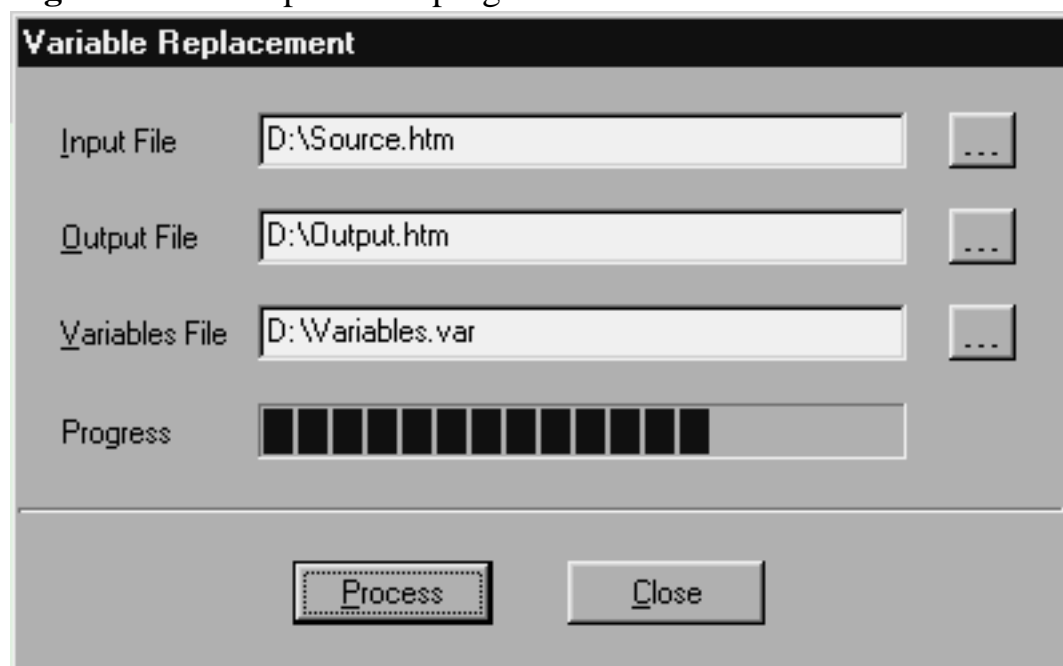 Variable Replacement
Input File D:\Source.htm ...
Output File D:\Output.htm ...
Variables File D:\Variables.var ...
Progress
Process Close